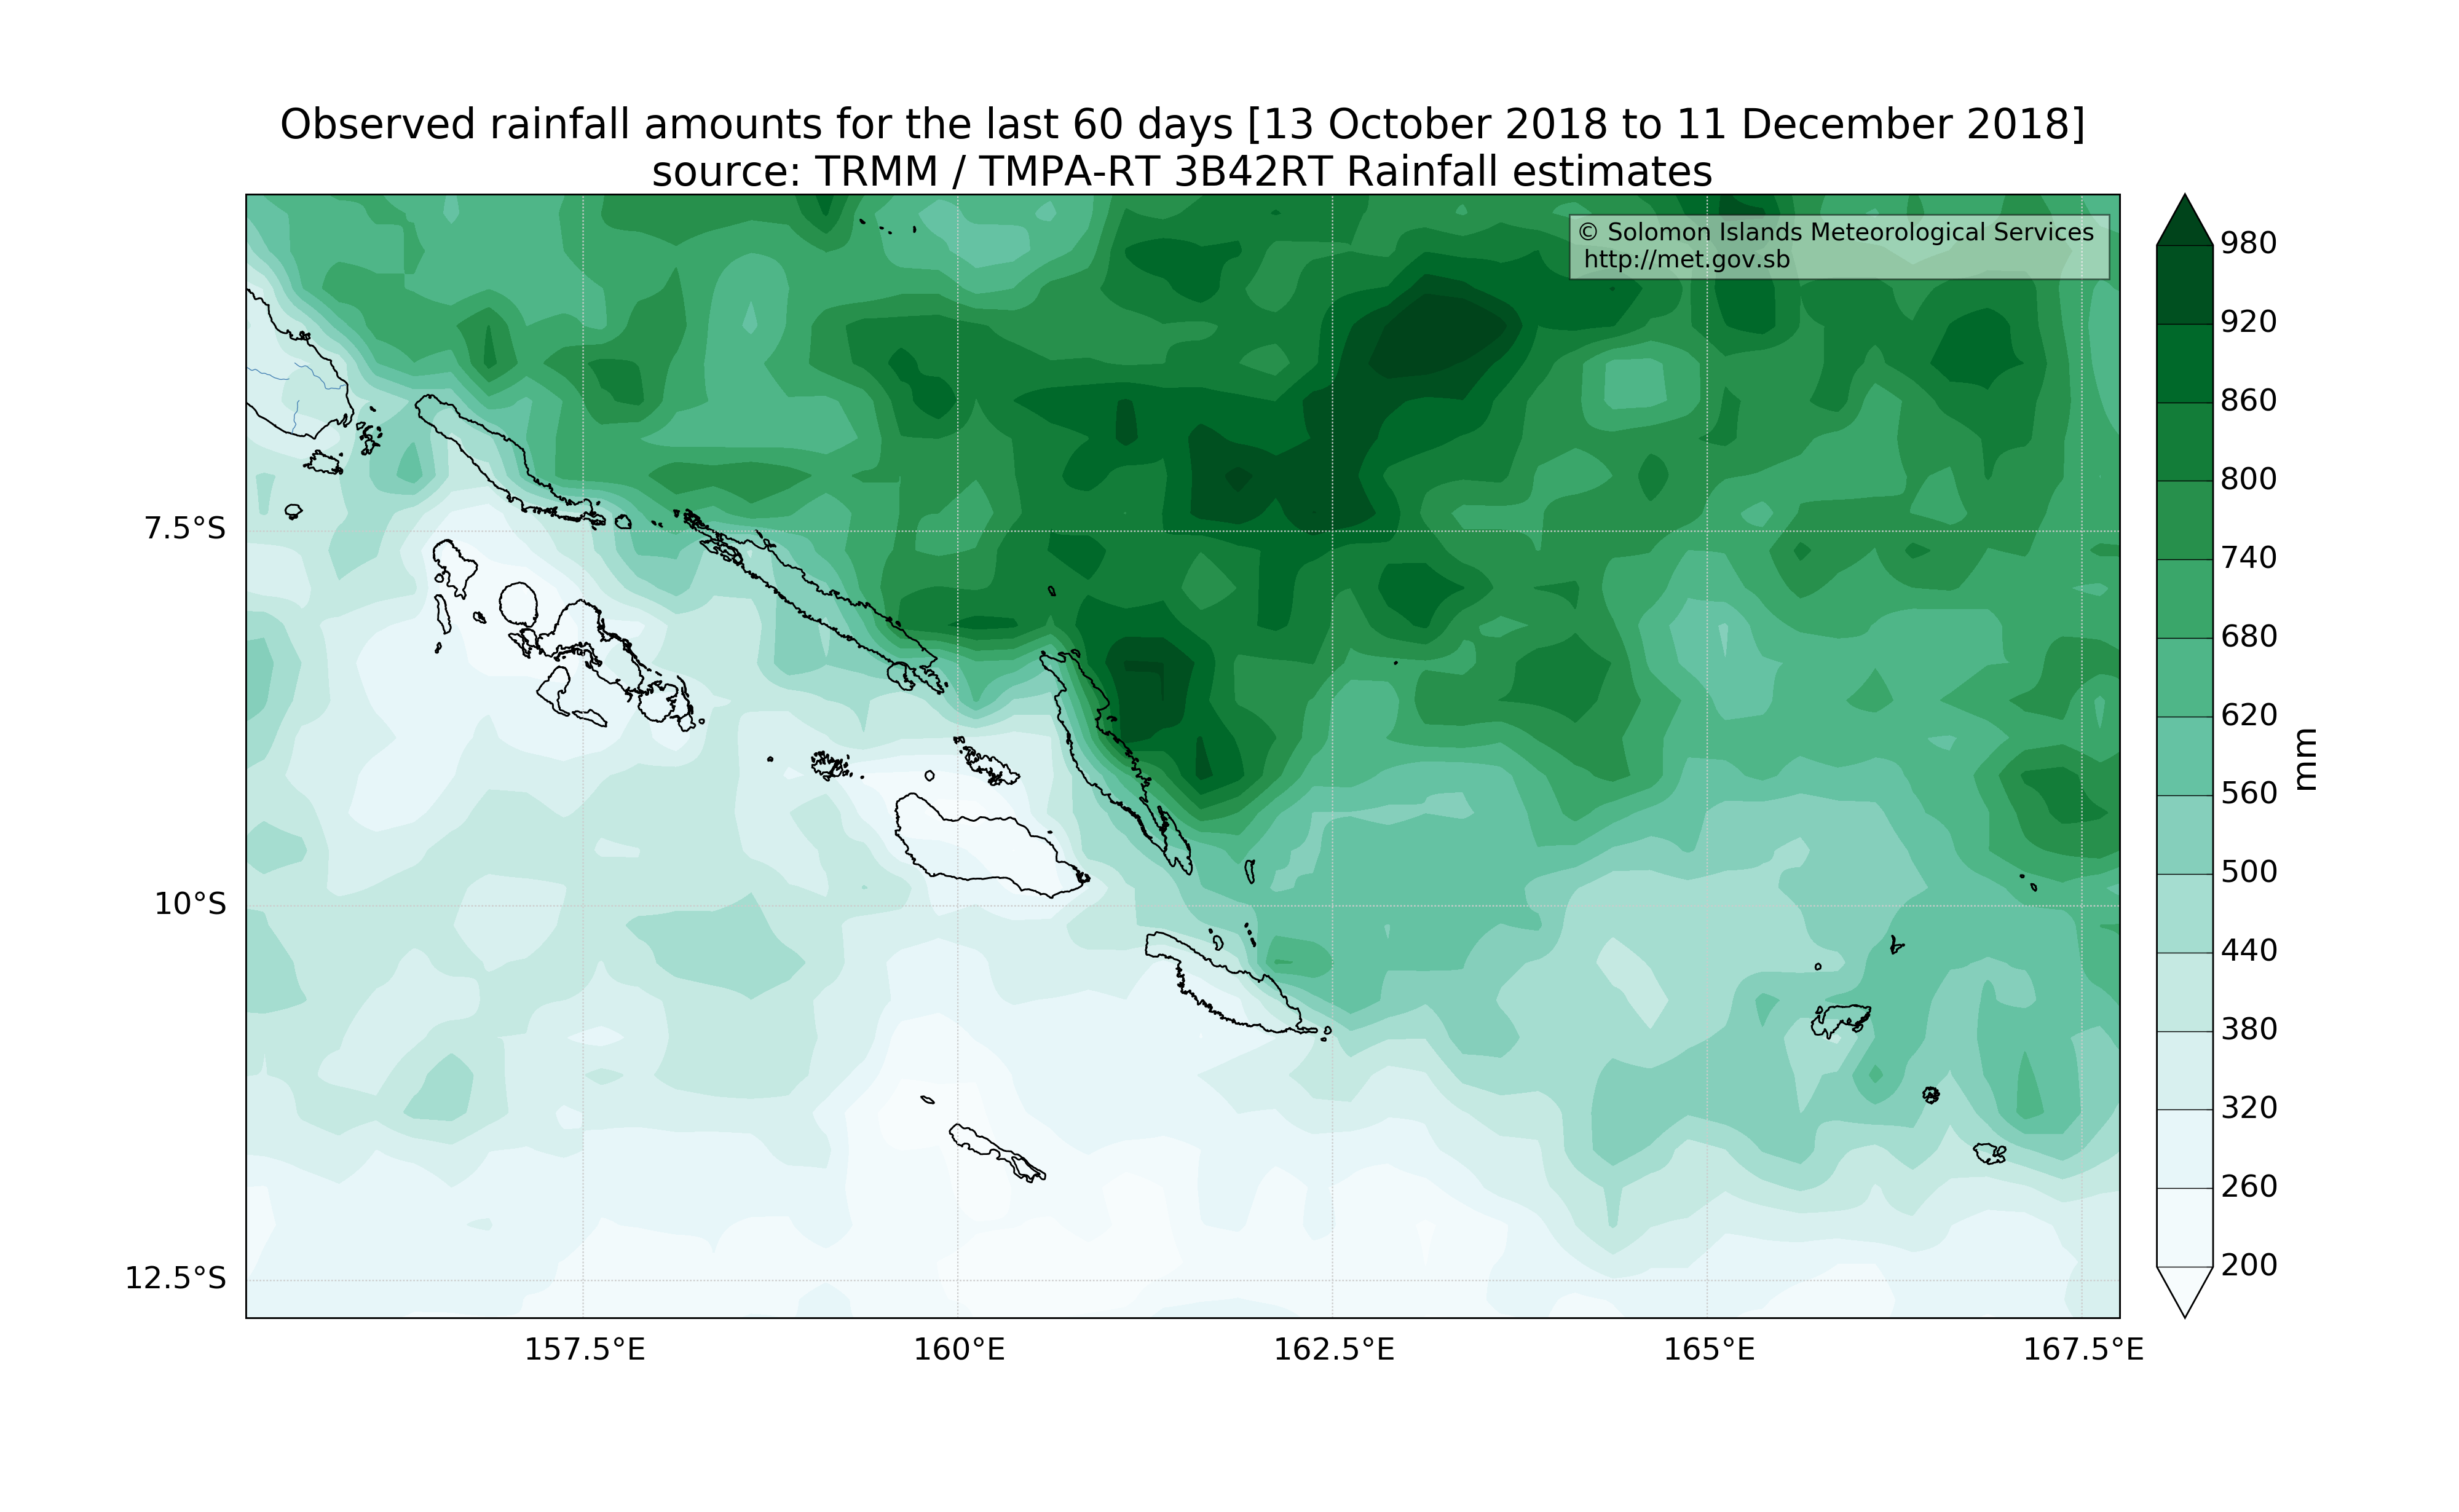 Observed rainfall amounts for the last 60 days [13 October 2018 to 11 December 2018]
source: TRMM / TMPA-RT 3B42RT Rainfall estimates
© Solomon Islands Meteorological Services
http://met.gov.sb
7.5°S
10°S
12.5°S
157.5°E
160°E
162.5°E
165°E
167.5°E
980
920
860
800
740
680
620
560
500
440
380
320
260
200
mm